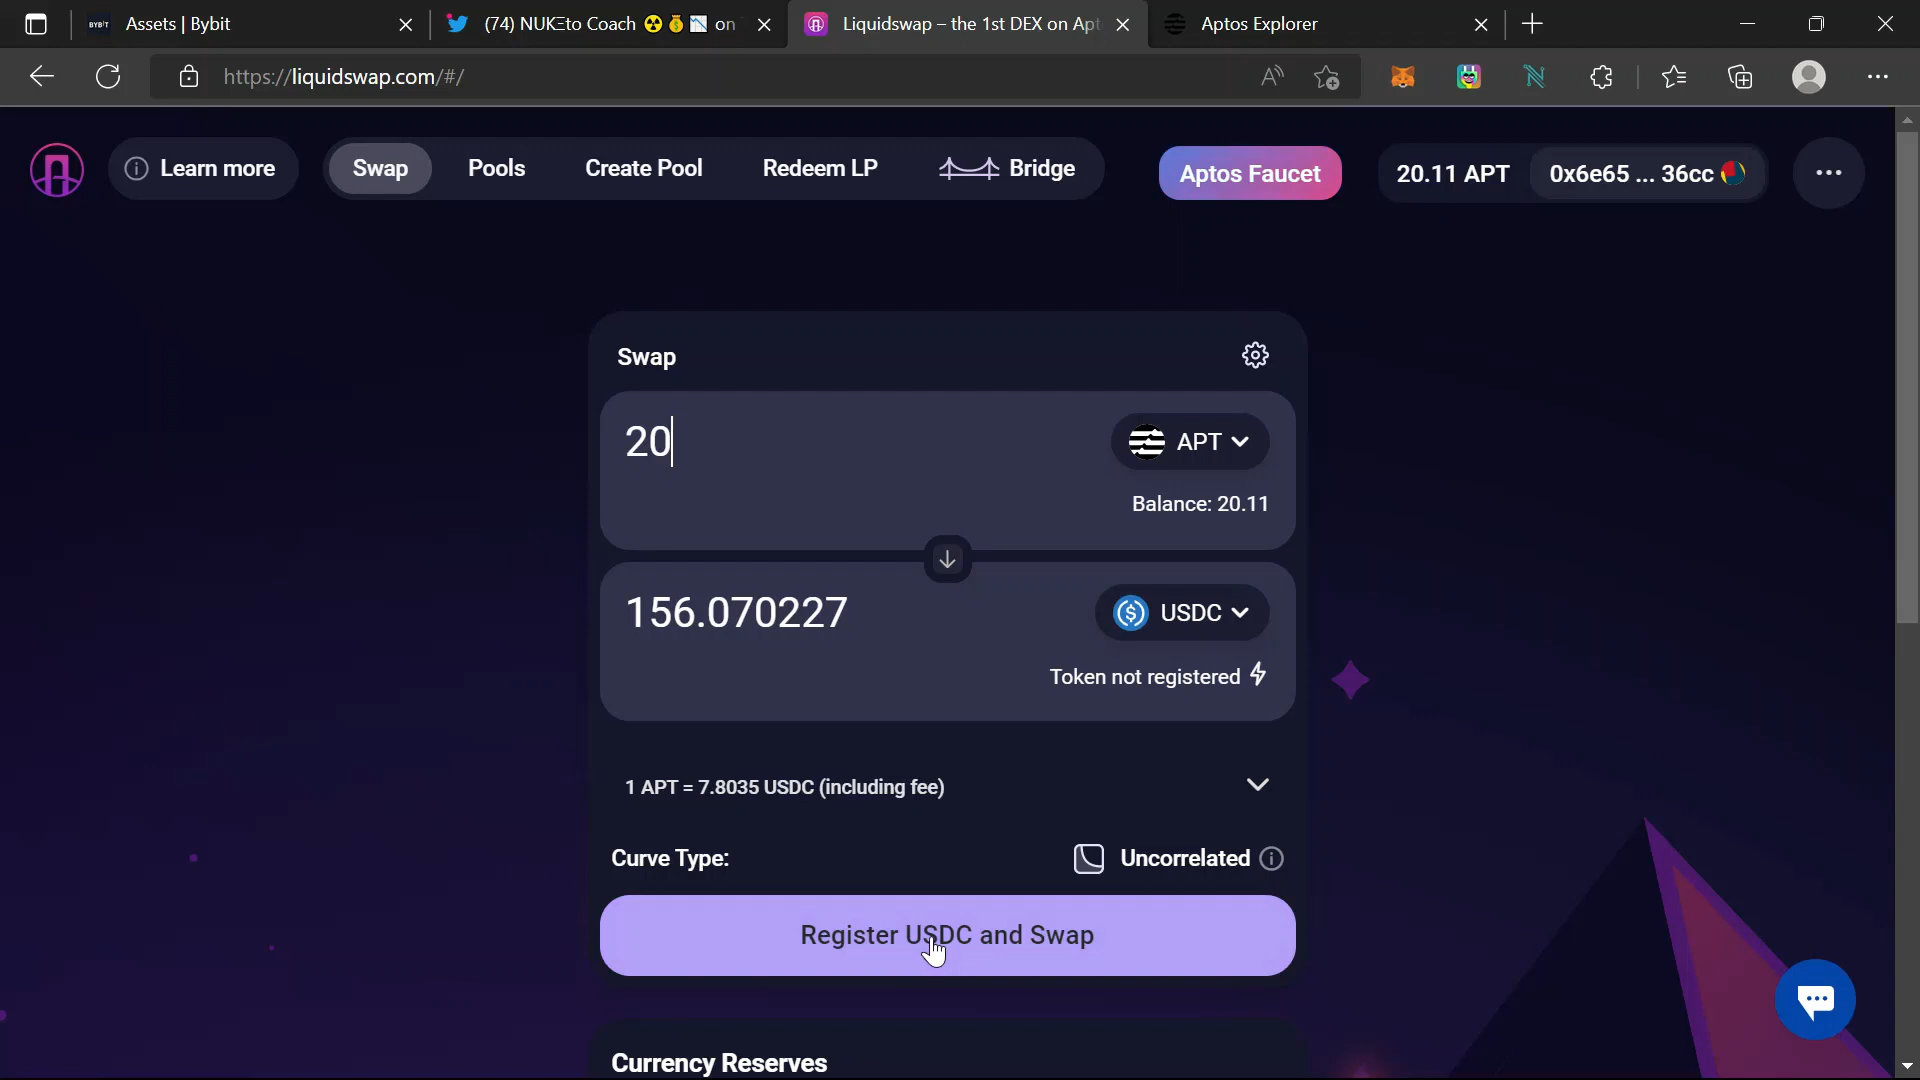 BYBIT Assets | Bybit
(74) NUKΞto Coach ☢️💰📉 on
Liquidswap – the 1st DEX on Apt
Aptos Explorer
https://liquidswap.com/#/
Learn more
Swap
Pools
Create Pool
Redeem LP
Bridge
Aptos Faucet
20.11 APT
0x6e65 ... 36cc
Swap
20
APT
Balance: 20.11
156.070227
USDC
Token not registered
1 APT = 7.8035 USDC (including fee)
Curve Type:
Uncorrelated
Register USDC and Swap
Currency Reserves